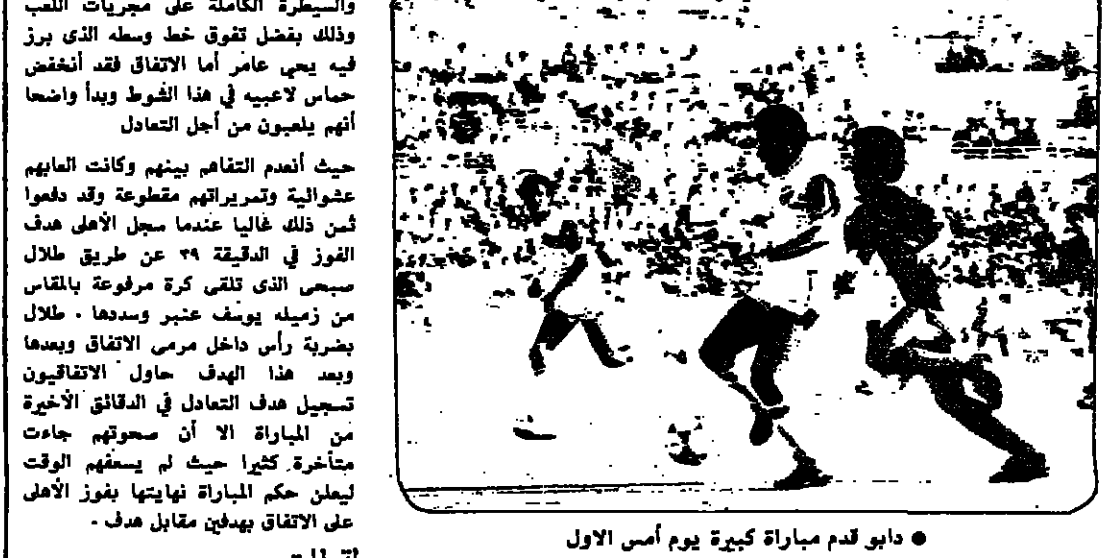 والسيطرة الكاملة على مجريات اللعب
وذلك بفضل تفوق خط وسطه الذى برز
فيه يحي عامر أما الاتفاق فقد أنخفض
حماس لاعبيه في هذا الشوط وبدأ واضحا
أنهم يلعبون من أجل التعادل
حيث أنعدم التفاهم بينهم وكانت العابهم
عشوائية وتمريراتهم مقطوعة وقد دفعوا
ثمن ذلك غاليا عندما سجل الأهلى هدف
الفوز في الدقيقة ٣٩ عن طريق طلال
صبحى الذى تلقى كرة مرفوعة بالمقاس
من زميله يوسف عنبر وسددها . طلال
بضربة رأس داخل مرمى الاتفاق وبعدها
وبعد هذا الهدف حاول الاتفاقيون
تسجيل هدف التعادل في الدقائق الأخيرة
من المباراة الا أن صحوتهم جاءت
متأخرة كثيرا حيث لم يسعفهم الوقت
ليعلن حكم المباراة نهايتها بفوز الأهلى
على الاتفاق بهدفين مقابل هدف .
● دابو قدم مباراة كبيرة يوم أمس الاول